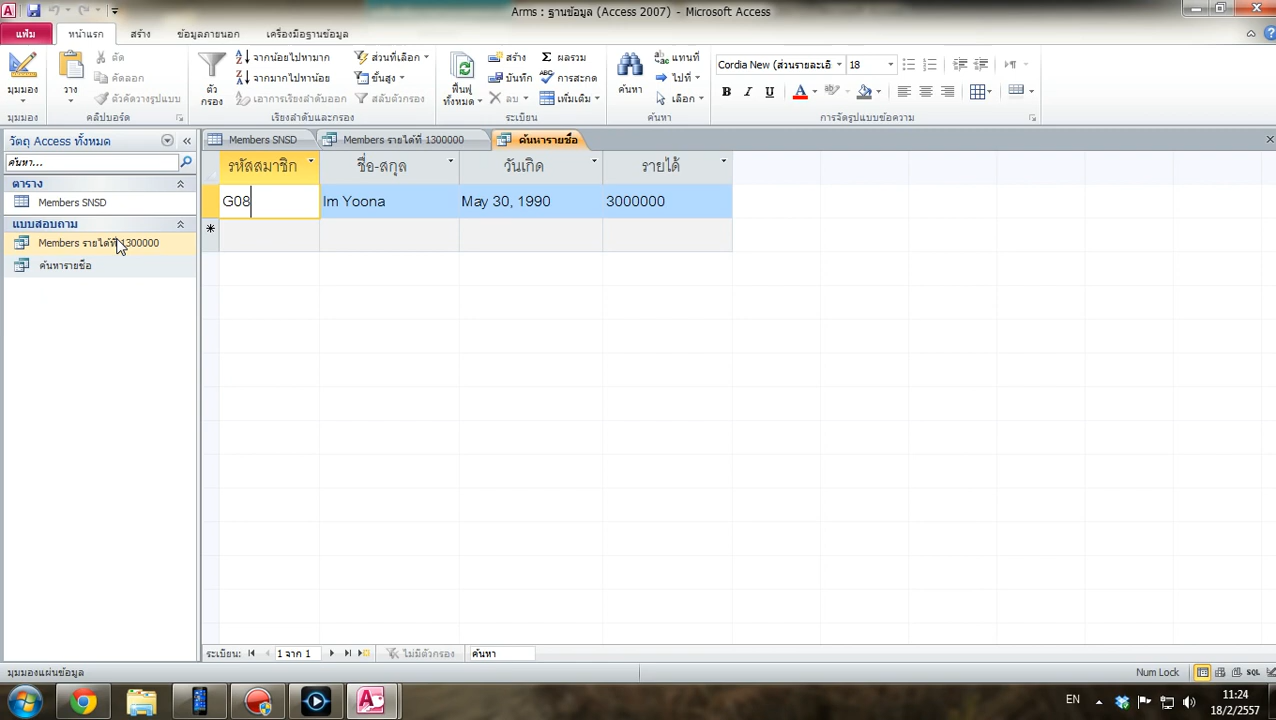 Arms : ฐานข้อมูล (Access 2007) - Microsoft Access
แฟ้ม หน้าแรก สร้าง ข้อมูลภายนอก เครื่องมือฐานข้อมูล
มุมมอง
มุมมอง
วาง
ตัด
คัดลอก
ตัวคัดวางรูปแบบ
คลิปบอร์ด
ตัวกรอง
จากน้อยไปหามาก
จากมากไปหาน้อย
เอาการเรียงลำดับออก
ส่วนที่เลือก
ขั้นสูง
สลับตัวกรอง
เรียงลำดับและตัวกรอง
ฟื้นฟูทั้งหมด
สร้าง
บันทึก
ลบ
ผลรวม
การสะกด
เพิ่มเติม
ระเบียน
ค้นหา
แทนที่
ไปที่
เลือก
ค้นหา
Cordia New (ส่วนรายละเอี 18
B I U A
การจัดรูปแบบข้อความ
วัตถุ Access ทั้งหมด
ค้นหา...
ตาราง
Members SNSD
แบบสอบถาม
Members รายได้ที่ 1300000
ค้นหารายชื่อ
Members SNSD Members รายได้ที่ 1300000 ค้นหารายชื่อ
รหัสสมาชิก ชื่อ-สกุล วันเกิด รายได้
G08 Im Yoona May 30, 1990 3000000
ระเบียน: 1 จาก 1 ไม่มีตัวกรอง ค้นหา
มุมมองแผ่นข้อมูล Num Lock SQL
EN 11:24
18/2/2557